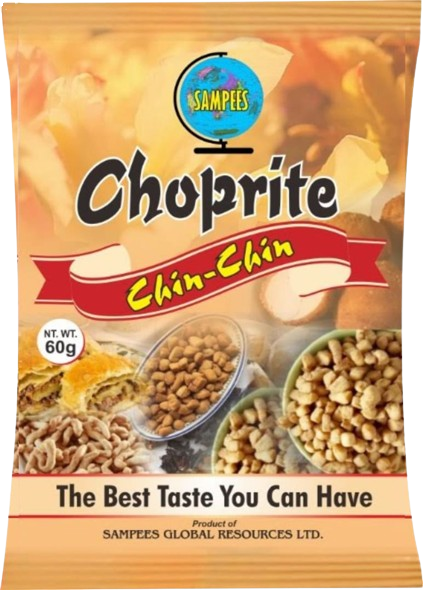 SAMPEES
Choprite
Chin-Chin
NT. WT.
60g
The Best Taste You Can Have
Product of
SAMPEES GLOBAL RESOURCES LTD.